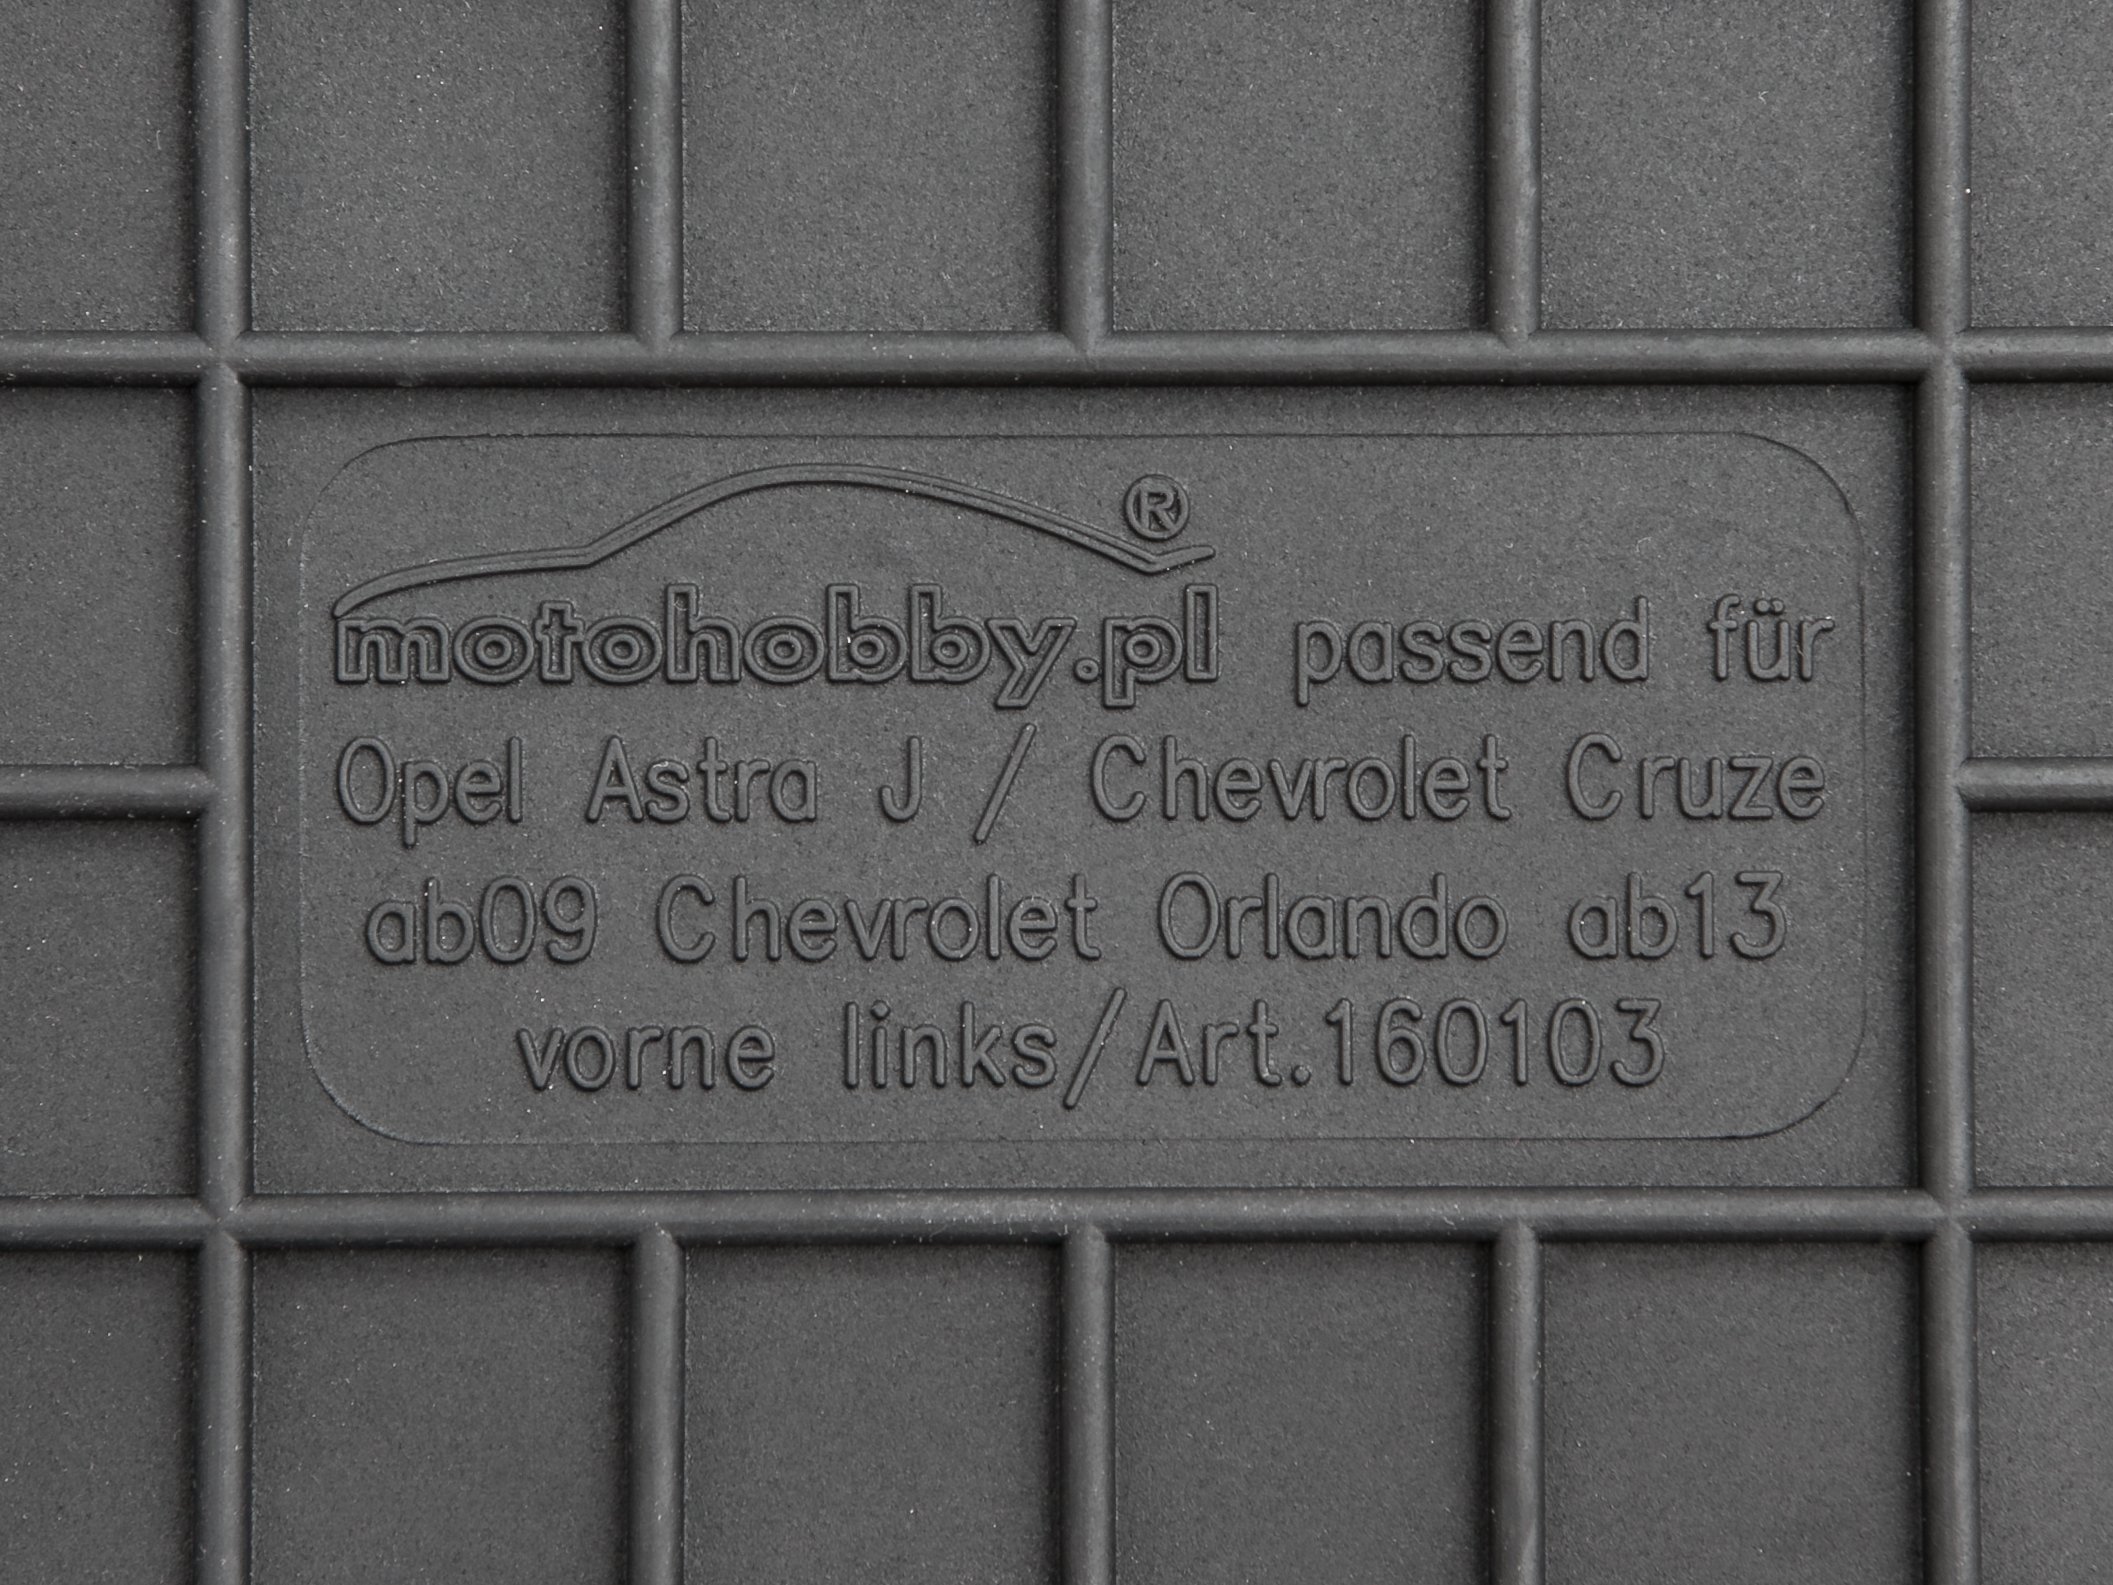 motohobby.pl® passend für
Opel Astra J / Chevrolet Cruze
ab09 Chevrolet Orlando ab13
vorne links/Art.160103